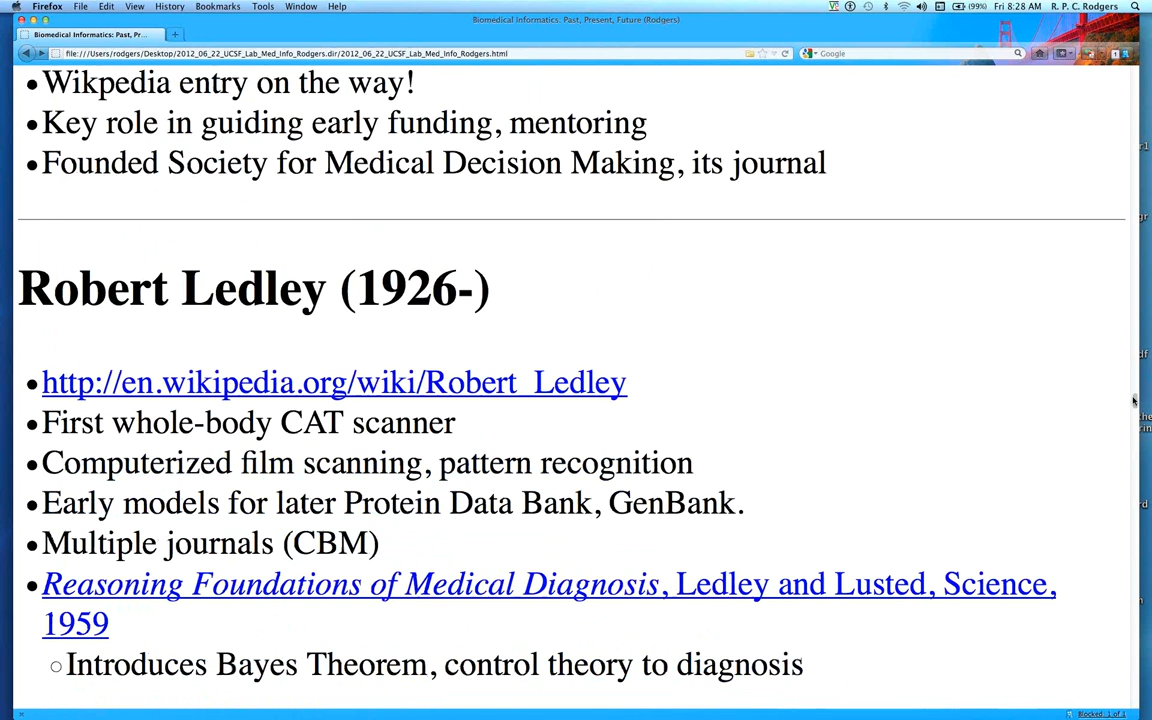 Firefox File Edit View History Bookmarks Tools Window Help (99%) Fri 8:28 AM R. P. C. Rodgers
Biomedical Informatics: Past, Present, Future (Rodgers)
Biomedical Informatics: Past, Pr...
file:///Users/rodgers/Desktop/2012_06_22_UCSF_Lab_Med_Info_Rodgers.dir/2012_06_22_UCSF_Lab_Med_Info_Rodgers.html Google
•Wikpedia entry on the way!
•Key role in guiding early funding, mentoring
•Founded Society for Medical Decision Making, its journal
Robert Ledley (1926-)
•http://en.wikipedia.org/wiki/Robert_Ledley
•First whole-body CAT scanner
•Computerized film scanning, pattern recognition
•Early models for later Protein Data Bank, GenBank.
•Multiple journals (CBM)
•Reasoning Foundations of Medical Diagnosis, Ledley and Lusted, Science,
1959
○Introduces Bayes Theorem, control theory to diagnosis
Blocked: 1 of 1